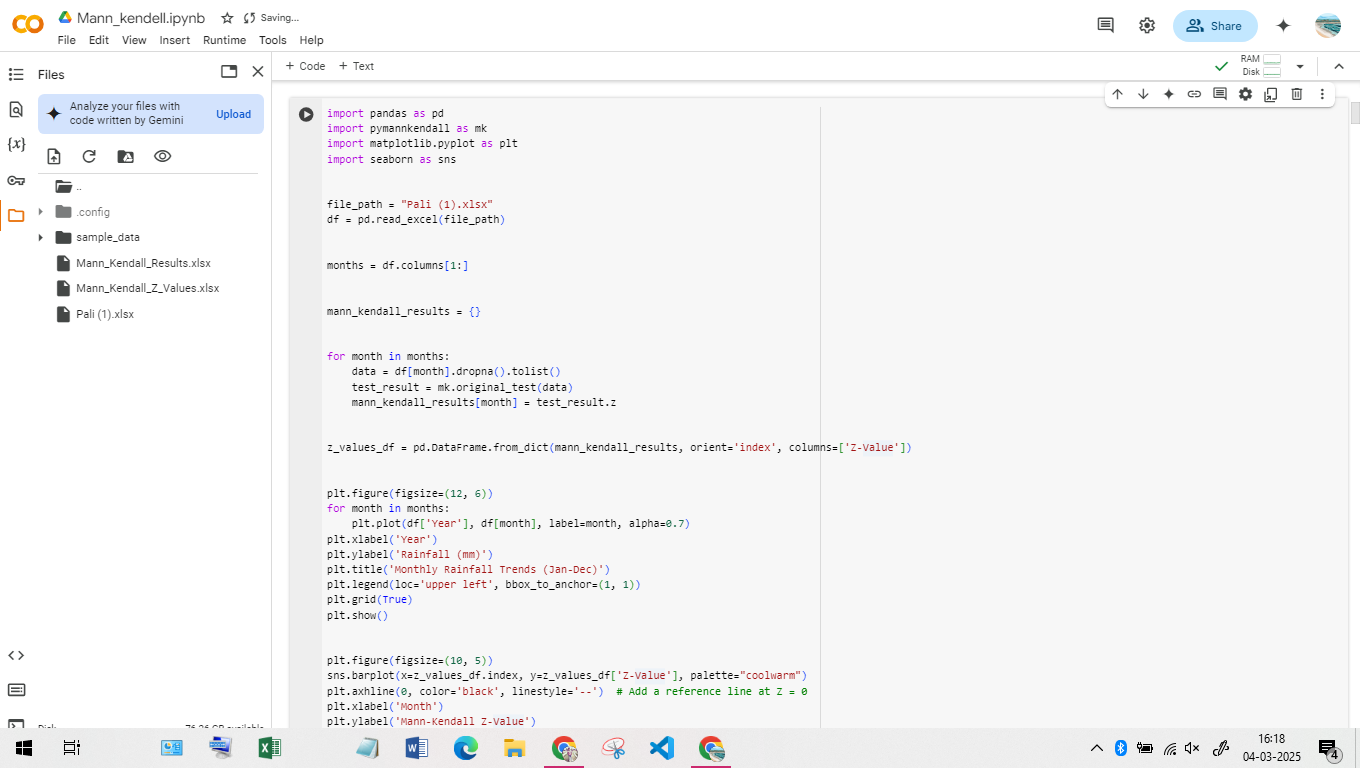 Mann_kendell.ipynb
Saving...
File Edit View Insert Runtime Tools Help
Share
Files
+ Code + Text
RAM
Disk
Analyze your files with
code written by Gemini
Upload
..
.config
sample_data
Mann_Kendall_Results.xlsx
Mann_Kendall_Z_Values.xlsx
Pali (1).xlsx
import pandas as pd
import pymannkendall as mk
import matplotlib.pyplot as plt
import seaborn as sns
file_path = "Pali (1).xlsx"
df = pd.read_excel(file_path)
months = df.columns[1:]
mann_kendall_results = {}
for month in months:
    data = df[month].dropna().tolist()
    test_result = mk.original_test(data)
    mann_kendall_results[month] = test_result.z
z_values_df = pd.DataFrame.from_dict(mann_kendall_results, orient='index', columns=['Z-Value'])
plt.figure(figsize=(12, 6))
for month in months:
    plt.plot(df['Year'], df[month], label=month, alpha=0.7)
plt.xlabel('Year')
plt.ylabel('Rainfall (mm)')
plt.title('Monthly Rainfall Trends (Jan-Dec)')
plt.legend(loc='upper left', bbox_to_anchor=(1, 1))
plt.grid(True)
plt.show()
plt.figure(figsize=(10, 5))
sns.barplot(x=z_values_df.index, y=z_values_df['Z-Value'], palette="coolwarm")
plt.axhline(0, color='black', linestyle='--')  # Add a reference line at Z = 0
plt.xlabel('Month')
plt.ylabel('Mann-Kendall Z-Value')
{x}
Disk
16:18
04-03-2025
4